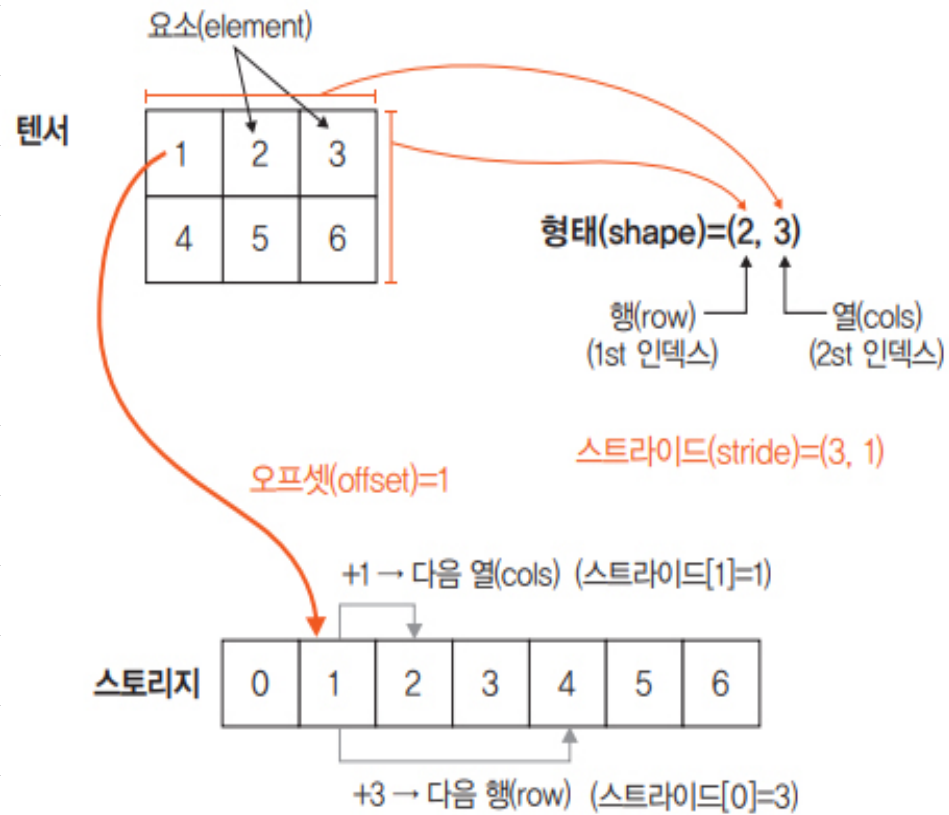 요소(element)
텐서
1 2 3
4 5 6
형태(shape)=(2, 3)
행(row) 열(cols)
(1st 인덱스) (2st 인덱스)
스트라이드(stride)=(3, 1)
오프셋(offset)=1
+1 → 다음 열(cols) (스트라이드[1]=1)
스토리지 0 1 2 3 4 5 6
+3 → 다음 행(row) (스트라이드[0]=3)